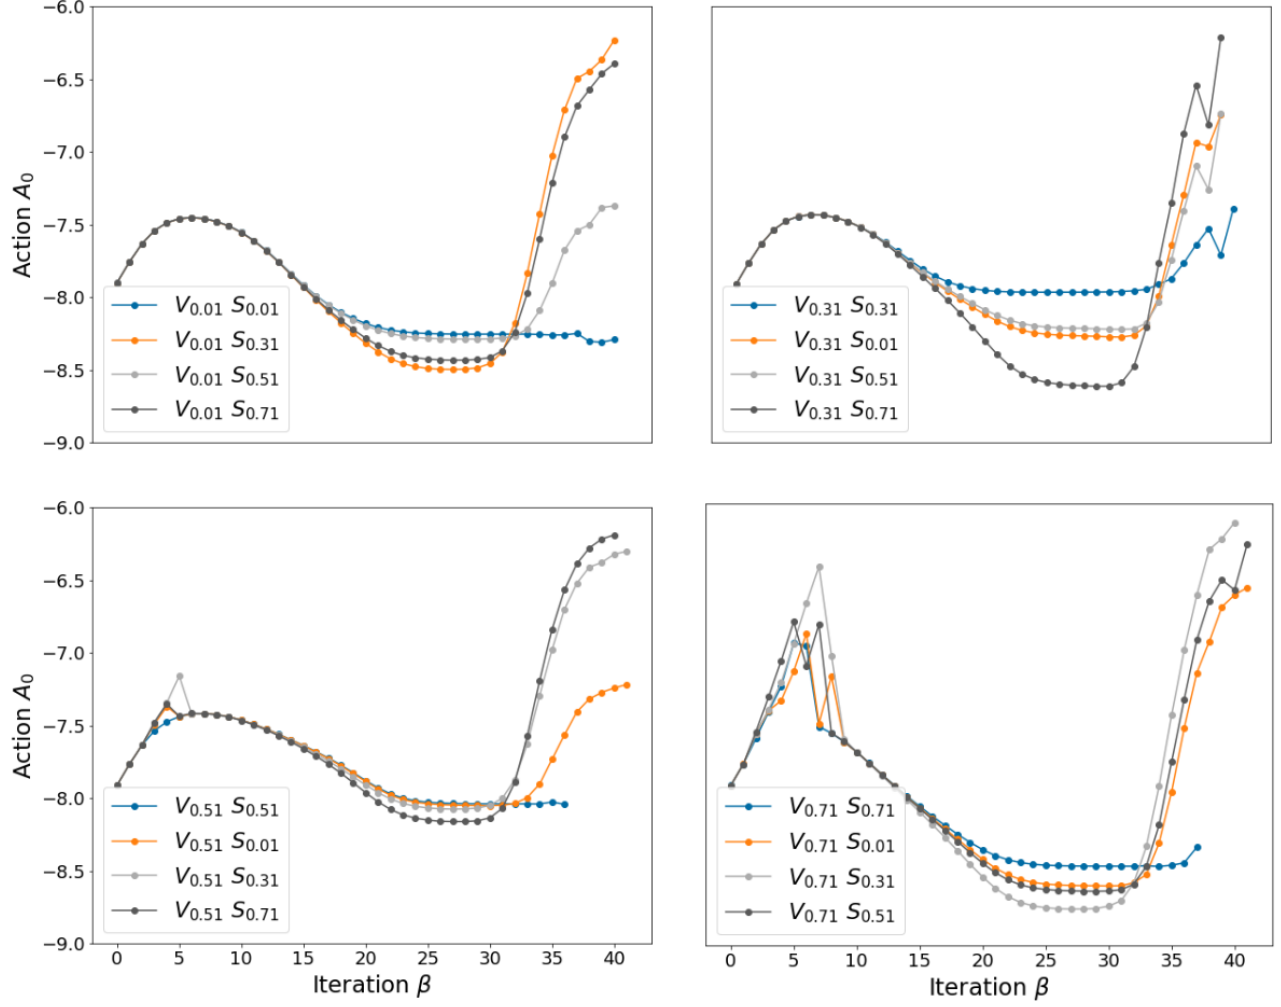 −6.0
−6.5
−7.0
−7.5
−8.0
−8.5
−9.0
Action A₀
V₀.₀₁ S₀.₀₁
V₀.₀₁ S₀.₃₁
V₀.₀₁ S₀.₅₁
V₀.₀₁ S₀.₇₁
V₀.₃₁ S₀.₃₁
V₀.₃₁ S₀.₀₁
V₀.₃₁ S₀.₅₁
V₀.₃₁ S₀.₇₁
−6.0
−6.5
−7.0
−7.5
−8.0
−8.5
−9.0
Action A₀
V₀.₅₁ S₀.₅₁
V₀.₅₁ S₀.₀₁
V₀.₅₁ S₀.₃₁
V₀.₅₁ S₀.₇₁
0 5 10 15 20 25 30 35 40
Iteration β
V₀.₇₁ S₀.₇₁
V₀.₇₁ S₀.₀₁
V₀.₇₁ S₀.₃₁
V₀.₇₁ S₀.₅₁
0 5 10 15 20 25 30 35 40
Iteration β